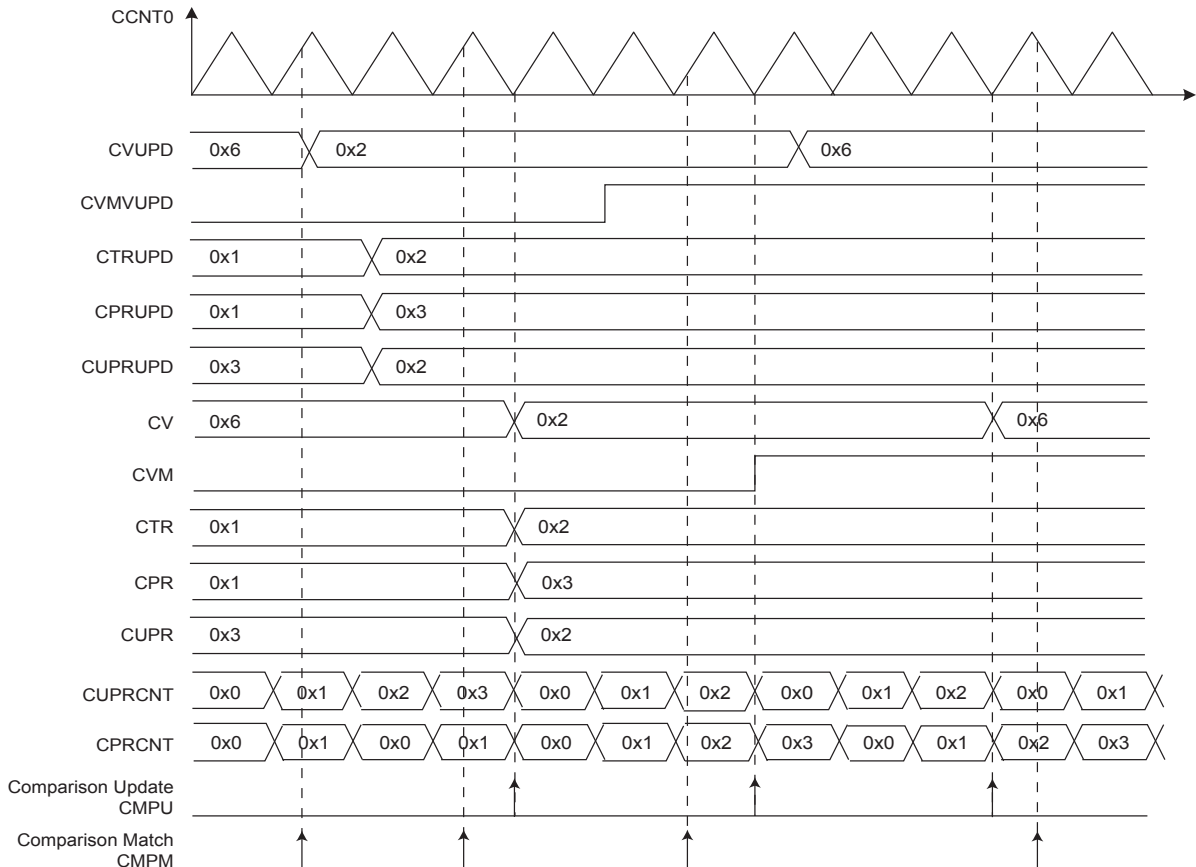 CCNT0
CVUPD 0x6 0x2 0x6
CVMVUPD
CTRUPD 0x1 0x2
CPRUPD 0x1 0x3
CUPRUPD 0x3 0x2
CV 0x6 0x2 0x6
CVM
CTR 0x1 0x2
CPR 0x1 0x3
CUPR 0x3 0x2
CUPRCNT 0x0 0x1 0x2 0x3 0x0 0x1 0x2 0x0 0x1 0x2 0x0 0x1
CPRCNT 0x0 0x1 0x0 0x1 0x0 0x1 0x2 0x3 0x0 0x1 0x2 0x3
Comparison Update
CMPU
Comparison Match
CMPM